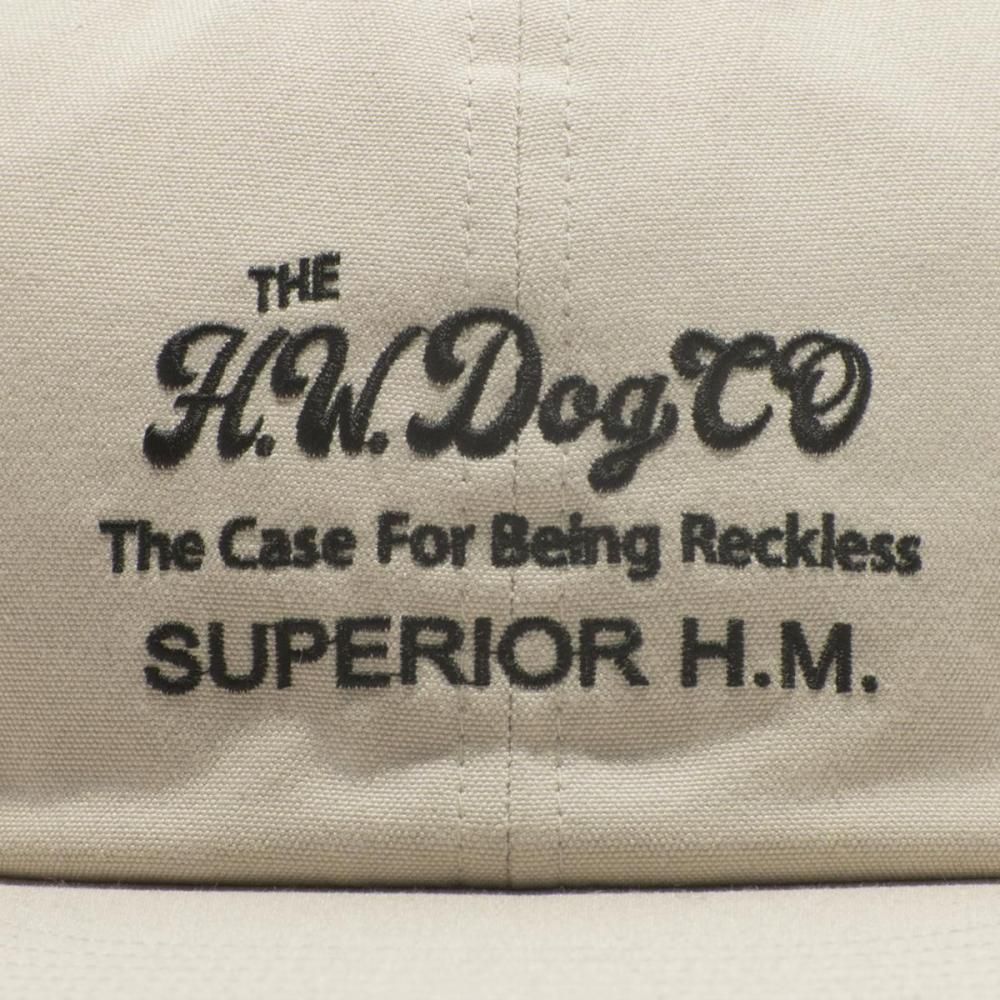 THE
H.W.Dog CO
The Case For Being Reckless
SUPERIOR H.M.